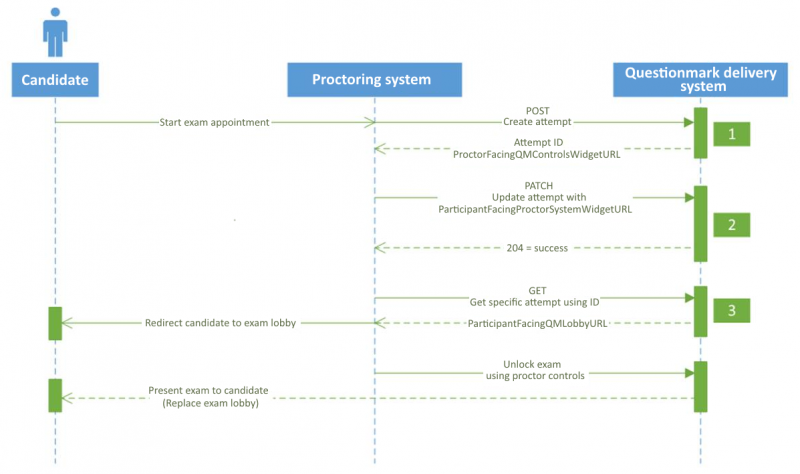 Candidate
Proctoring system
Questionmark delivery
system
Start exam appointment
POST
Create attempt
1
Attempt ID
ProctorFacingQMControlsWidgetURL
PATCH
Update attempt with
ParticipantFacingProctorSystemWidgetURL
2
204 = success
GET
Get specific attempt using ID
3
Redirect candidate to exam lobby
ParticipantFacingQMLobbyURL
Unlock exam
using proctor controls
Present exam to candidate
(Replace exam lobby)